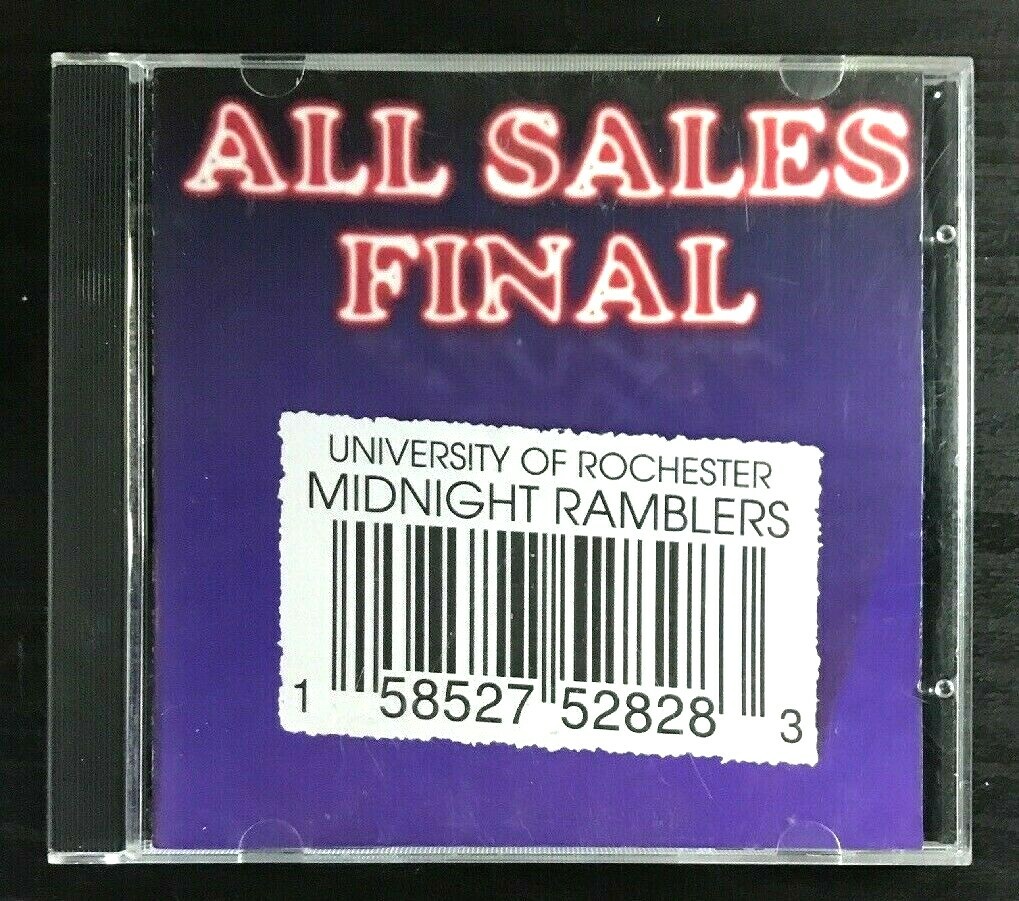 ALL SALES
FINAL
UNIVERSITY OF ROCHESTER
MIDNIGHT RAMBLERS
1 58527 52828 3